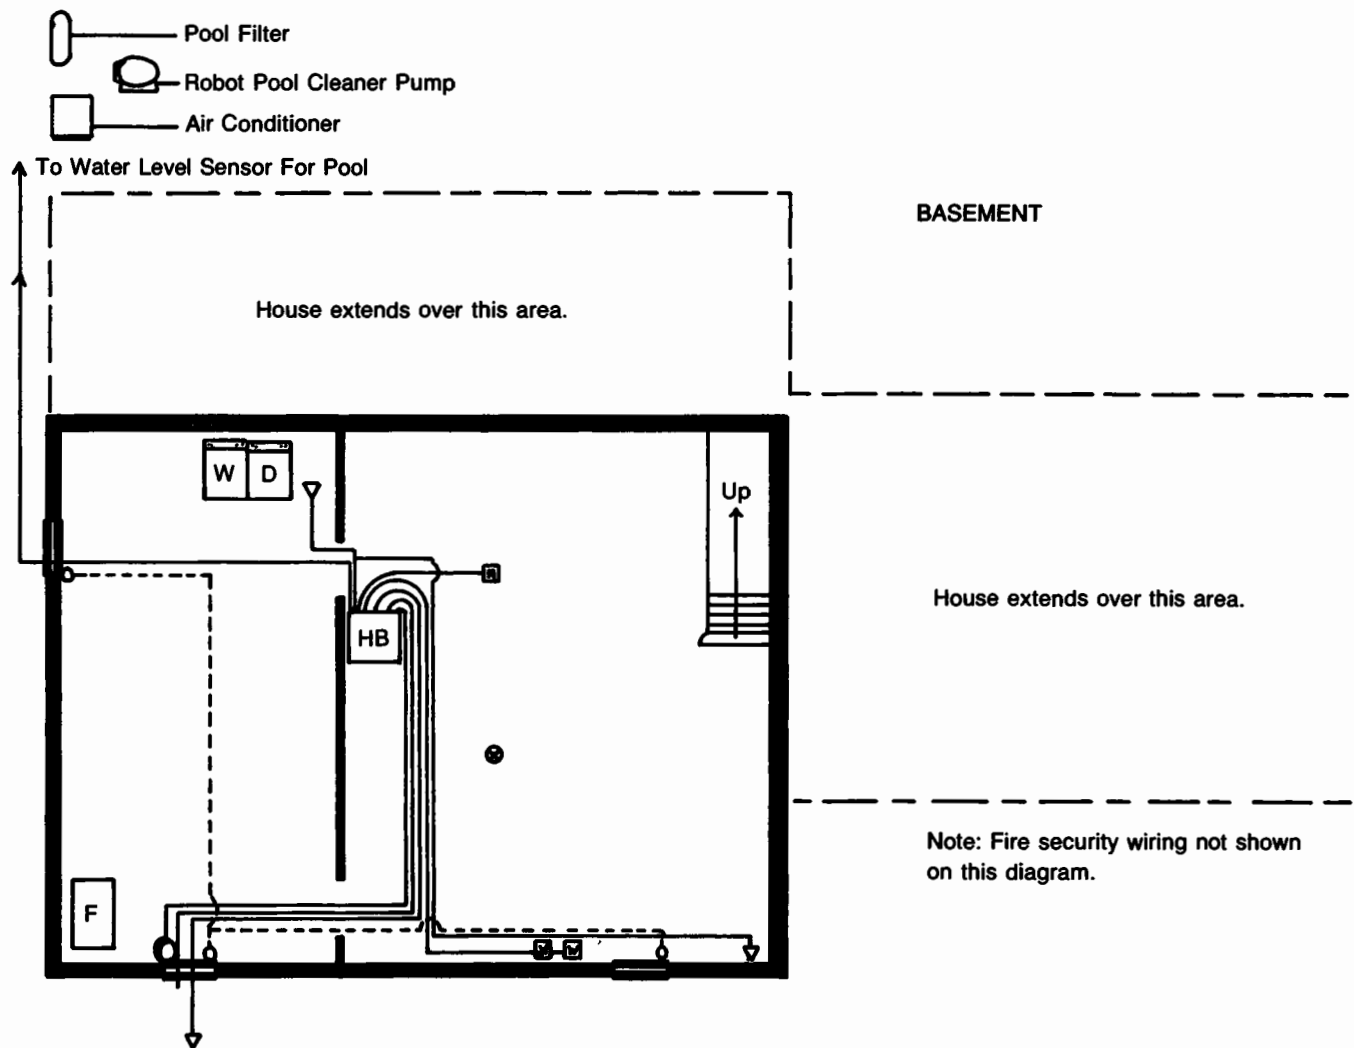 Pool Filter
Robot Pool Cleaner Pump
Air Conditioner
To Water Level Sensor For Pool
BASEMENT
House extends over this area.
W D
Up
House extends over this area.
HB
Note: Fire security wiring not shown
on this diagram.
F